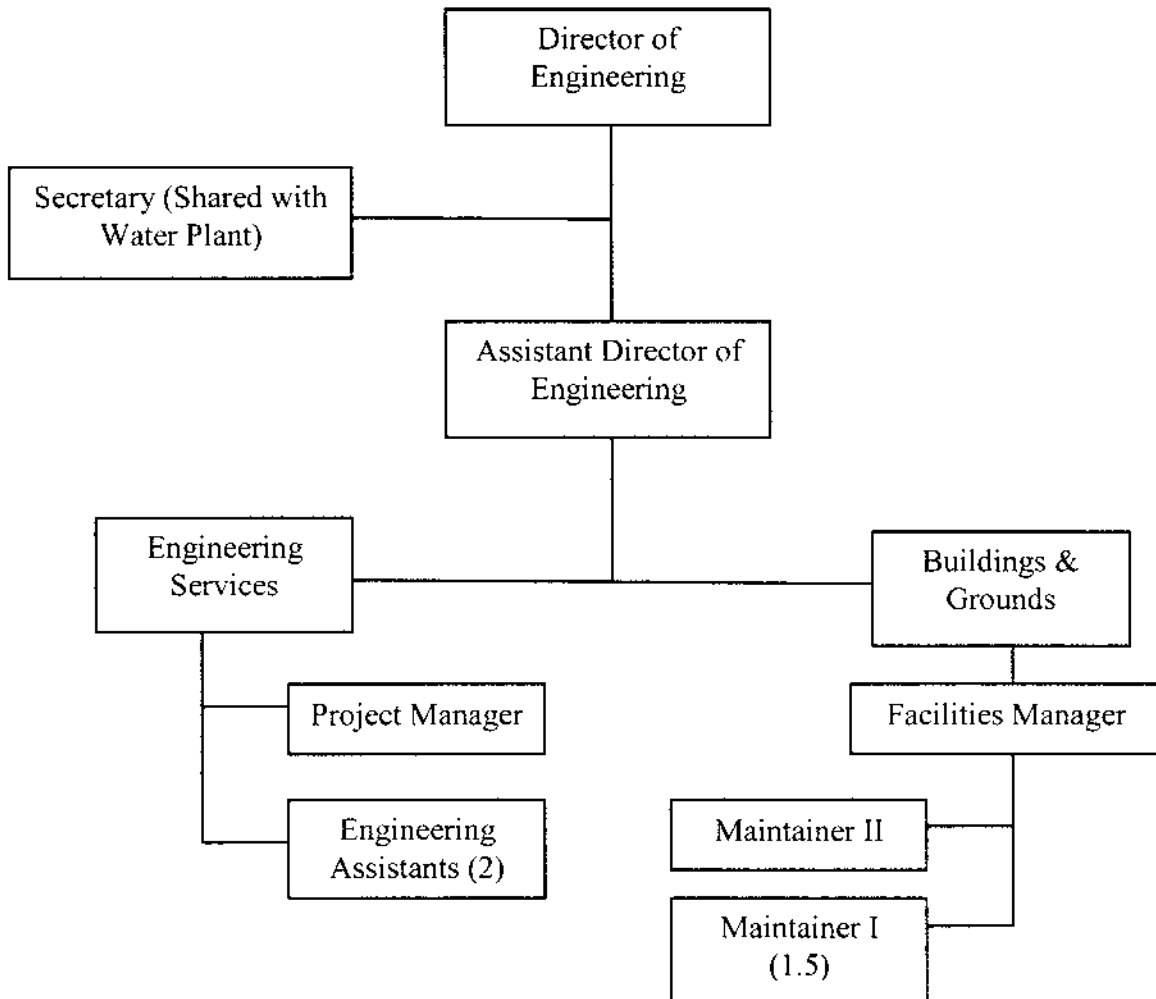 Director of
Engineering
Secretary (Shared with
Water Plant)
Assistant Director of
Engineering
Engineering
Services
Buildings &
Grounds
Project Manager
Facilities Manager
Engineering
Assistants (2)
Maintainer II
Maintainer I
(1.5)